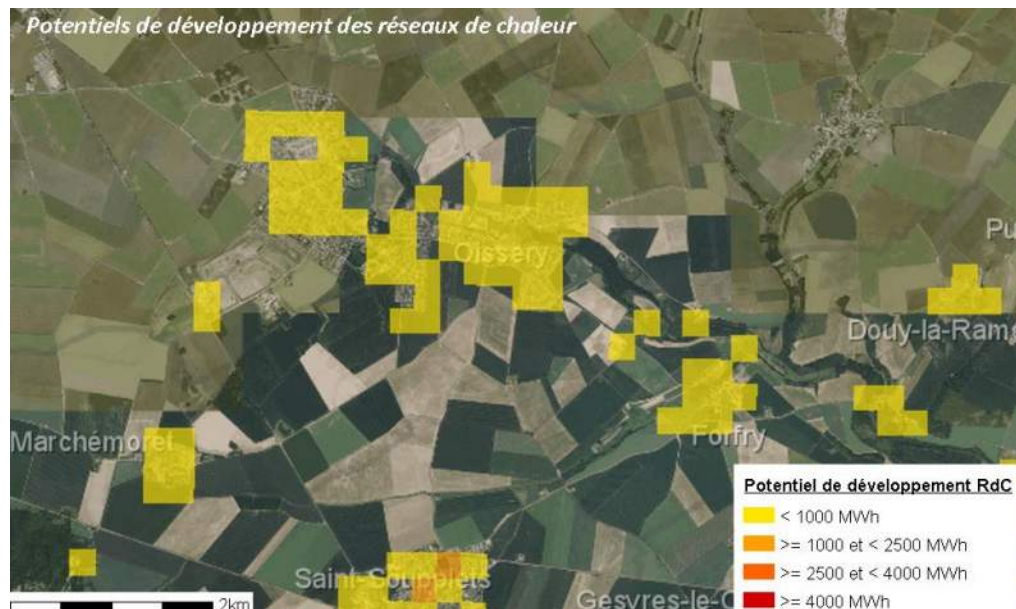 Potentiels de développement des réseaux de chaleur
Oissery
Pu
Douy-la-Ram
Marchémoret
Forfry
Saint-Soupplets
Gesvres-le-C
Potentiel de développement RdC
< 1000 MWh
>= 1000 et < 2500 MWh
>= 2500 et < 4000 MWh
>= 4000 MWh
2km